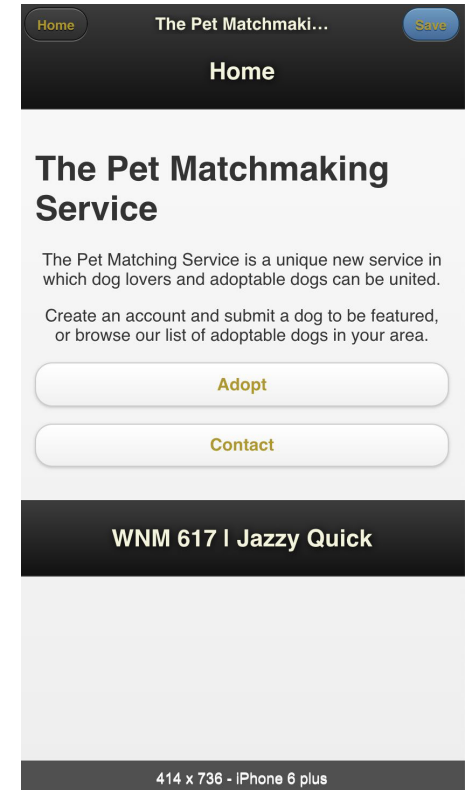 Home
The Pet Matchmaki...
Save
Home
The Pet Matchmaking
Service
The Pet Matching Service is a unique new service in
which dog lovers and adoptable dogs can be united.
Create an account and submit a dog to be featured,
or browse our list of adoptable dogs in your area.
Adopt
Contact
WNM 617 | Jazzy Quick
414 x 736 - iPhone 6 plus